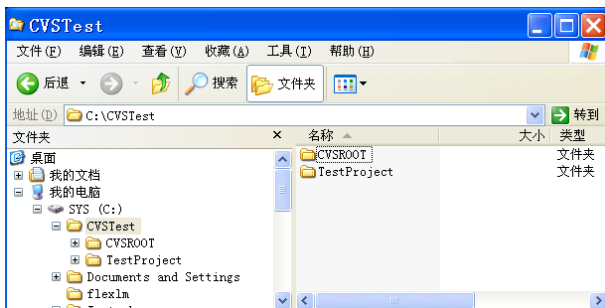 CVSTest
文件(F) 编辑(E) 查看(V) 收藏(A) 工具(T) 帮助(H)
后退 搜索 文件夹
地址(D) C:\CVSTest 转到
文件夹 × 名称 大小 类型
桌面
我的文档
我的电脑
SYS (C:)
CVSTest
CVSROOT
TestProject
Documents and Settings
flexlm
CVSROOT 文件夹
TestProject 文件夹